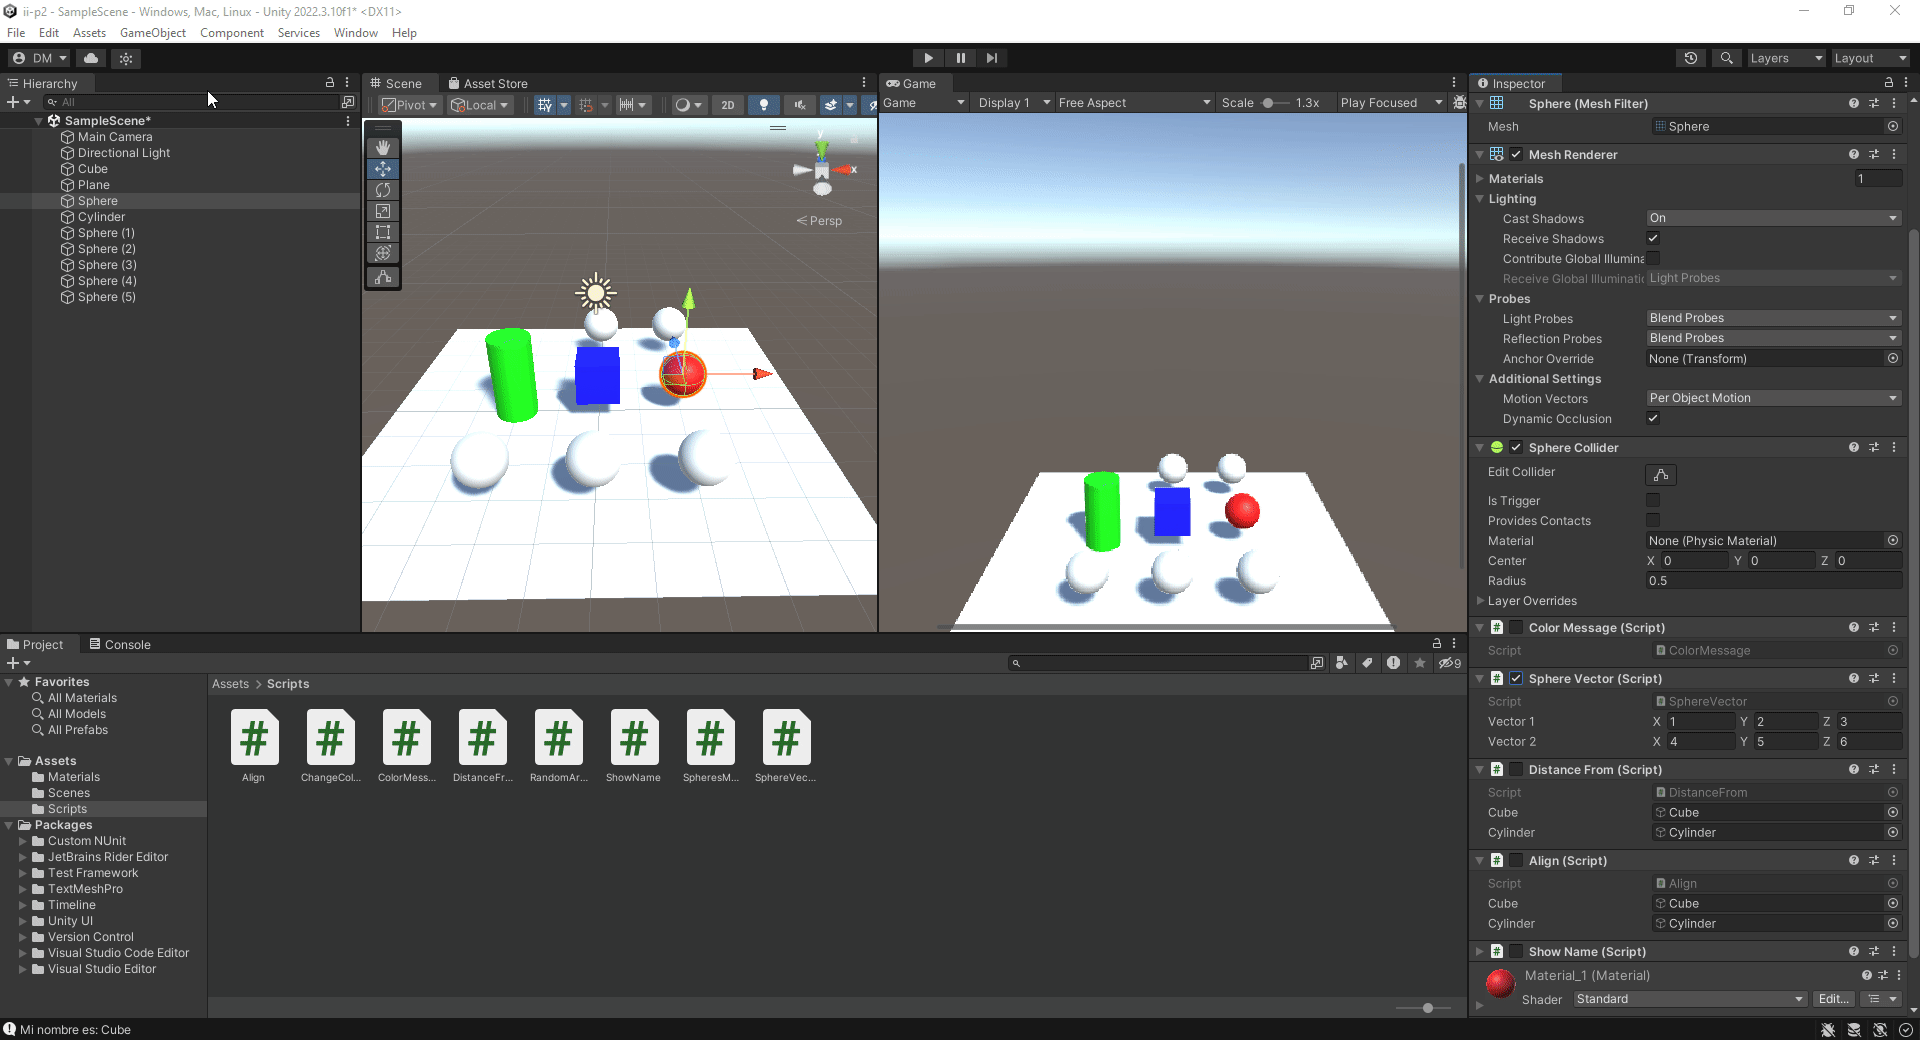 ii-p2 - SampleScene - Windows, Mac, Linux - Unity 2022.3.10f1* <DX11>
File Edit Assets GameObject Component Services Window Help
DM
Layers
Layout
Hierarchy
All
SampleScene*
Main Camera
Directional Light
Cube
Plane
Sphere
Cylinder
Sphere (1)
Sphere (2)
Sphere (3)
Sphere (4)
Sphere (5)
Scene
Asset Store
Pivot
Local
2D
y
x
Persp
Game
Game
Display 1
Free Aspect
Scale
1.3x
Play Focused
Inspector
Sphere (Mesh Filter)
Mesh
Sphere
Mesh Renderer
Materials
1
Lighting
Cast Shadows
On
Receive Shadows
Contribute Global Illumina
Receive Global Illuminatio
Light Probes
Probes
Light Probes
Blend Probes
Reflection Probes
Blend Probes
Anchor Override
None (Transform)
Additional Settings
Motion Vectors
Per Object Motion
Dynamic Occlusion
Sphere Collider
Edit Collider
Is Trigger
Provides Contacts
Material
None (Physic Material)
Center
X 0 Y 0 Z 0
Radius
0.5
Layer Overrides
Color Message (Script)
Script
ColorMessage
Sphere Vector (Script)
Script
SphereVector
Vector 1
X 1 Y 2 Z 3
Vector 2
X 4 Y 5 Z 6
Distance From (Script)
Script
DistanceFrom
Cube
Cube
Cylinder
Cylinder
Align (Script)
Script
Align
Cube
Cube
Cylinder
Cylinder
Show Name (Script)
Material_1 (Material)
Shader
Standard
Edit...
Project
Console
9
Favorites
All Materials
All Models
All Prefabs
Assets
Materials
Scenes
Scripts
Packages
Custom NUnit
JetBrains Rider Editor
Test Framework
TextMeshPro
Timeline
Unity UI
Version Control
Visual Studio Code Editor
Visual Studio Editor
Assets > Scripts
Align
ChangeCol...
ColorMess...
DistanceFr...
RandomAr...
ShowName
SpheresM...
SphereVec...
Mi nombre es: Cube